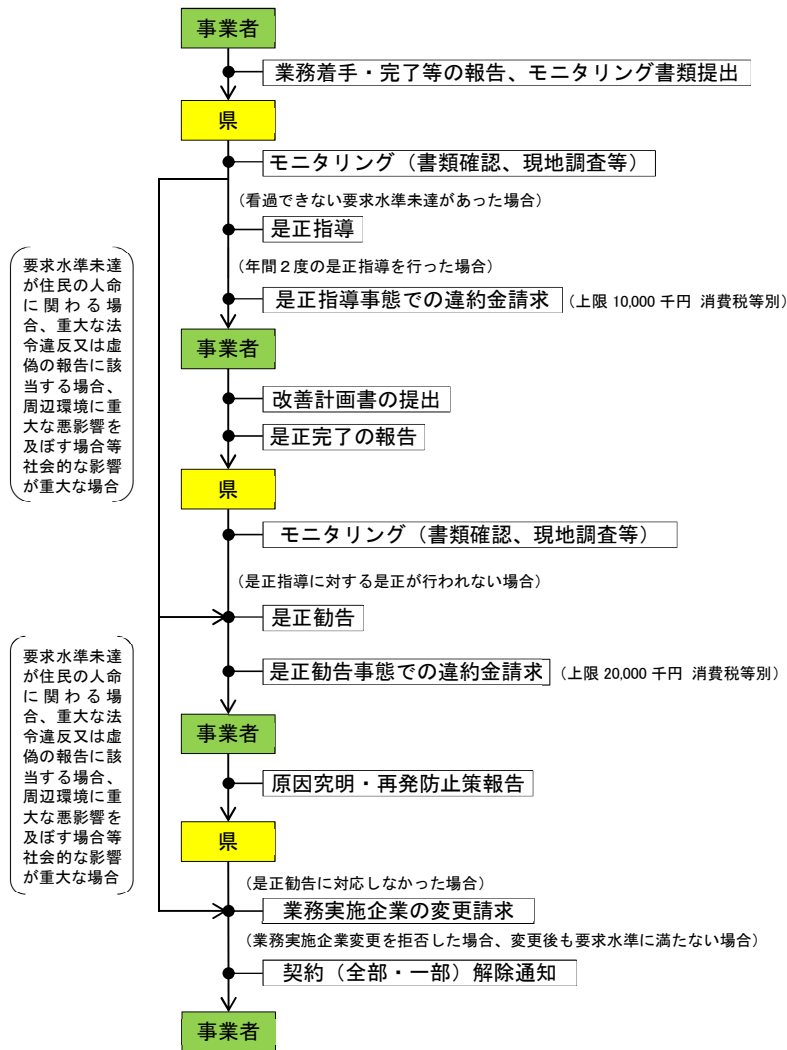 事業者
業務着手・完了等の報告、モニタリング書類提出
県
モニタリング（書類確認、現地調査等）
（看過できない要求水準未達があった場合）
是正指導
（年間２度の是正指導を行った場合）
是正指導事態での違約金請求（上限 10,000 千円 消費税等別）
要求水準未達
が住民の人命
に関わる場
合、重大な法
令違反又は虚
偽の報告に該
当する場合、
周辺環境に重
大な悪影響を
及ぼす場合等
社会的な影響
が重大な場合
事業者
改善計画書の提出
是正完了の報告
県
モニタリング（書類確認、現地調査等）
（是正指導に対する是正が行われない場合）
是正勧告
是正勧告事態での違約金請求（上限 20,000 千円 消費税等別）
要求水準未達
が住民の人命
に関わる場
合、重大な法
令違反又は虚
偽の報告に該
当する場合、
周辺環境に重
大な悪影響を
及ぼす場合等
社会的な影響
が重大な場合
事業者
原因究明・再発防止策報告
県
（是正勧告に対応しなかった場合）
業務実施企業の変更請求
（業務実施企業変更を拒否した場合、変更後も要求水準に満たない場合）
契約（全部・一部）解除通知
事業者